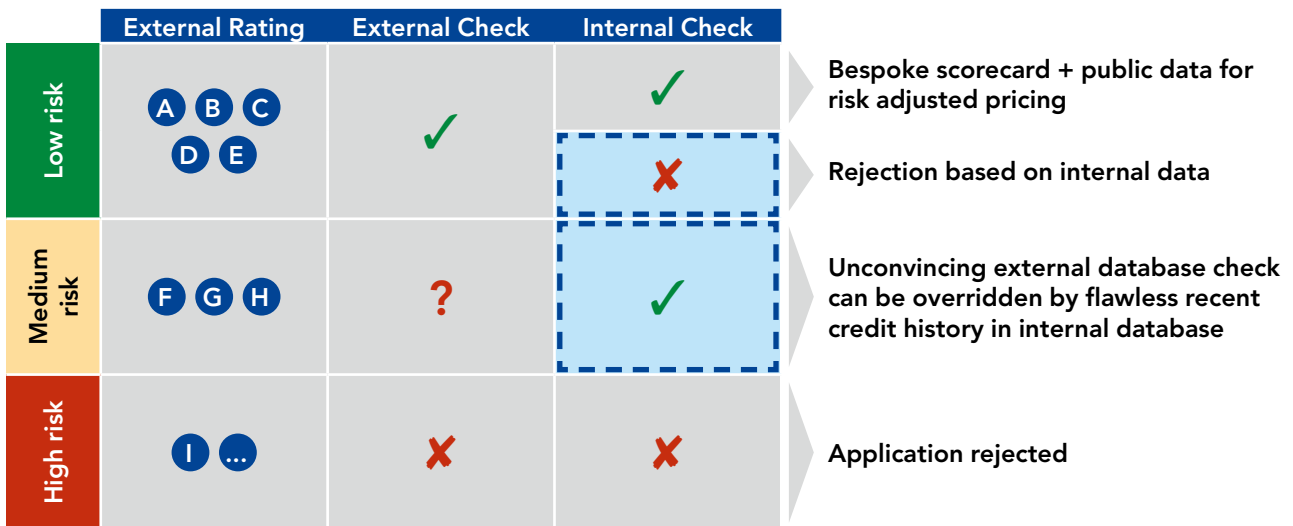 External Rating External Check Internal Check
Low risk
A B C
D E
✓
✓
Bespoke scorecard + public data for
risk adjusted pricing
✘
Rejection based on internal data
Medium
risk
F G H
?
✓
Unconvincing external database check
can be overridden by flawless recent
credit history in internal database
High risk
I ...
✘
✘
Application rejected